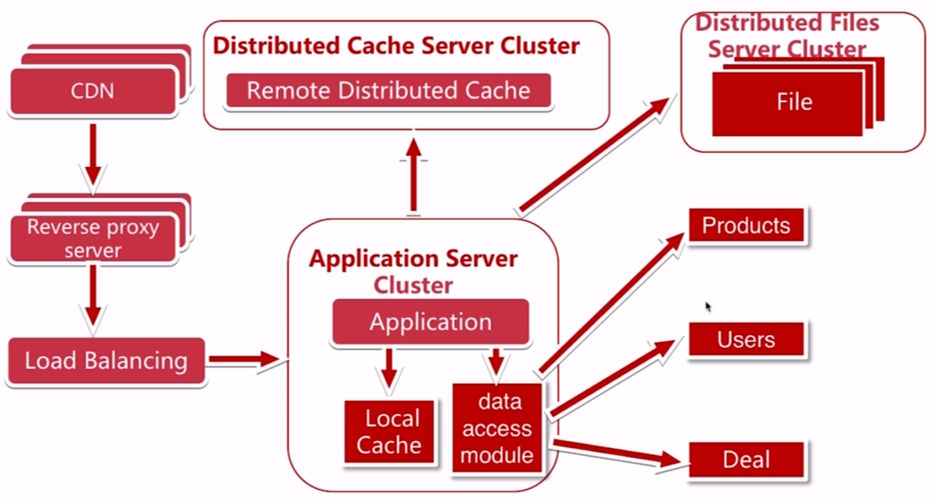 CDN
Distributed Cache Server Cluster
Remote Distributed Cache
Distributed Files
Server Cluster
File
Reverse proxy
server
Load Balancing
Application Server
Cluster
Application
Local
Cache
data
access
module
Products
Users
Deal